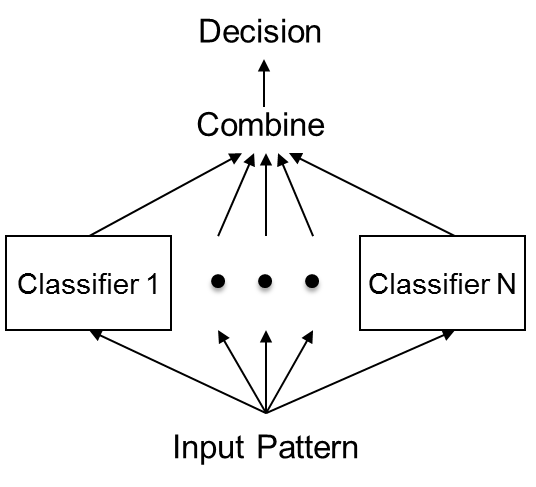 Decision
Combine
Classifier 1
Classifier N
Input Pattern